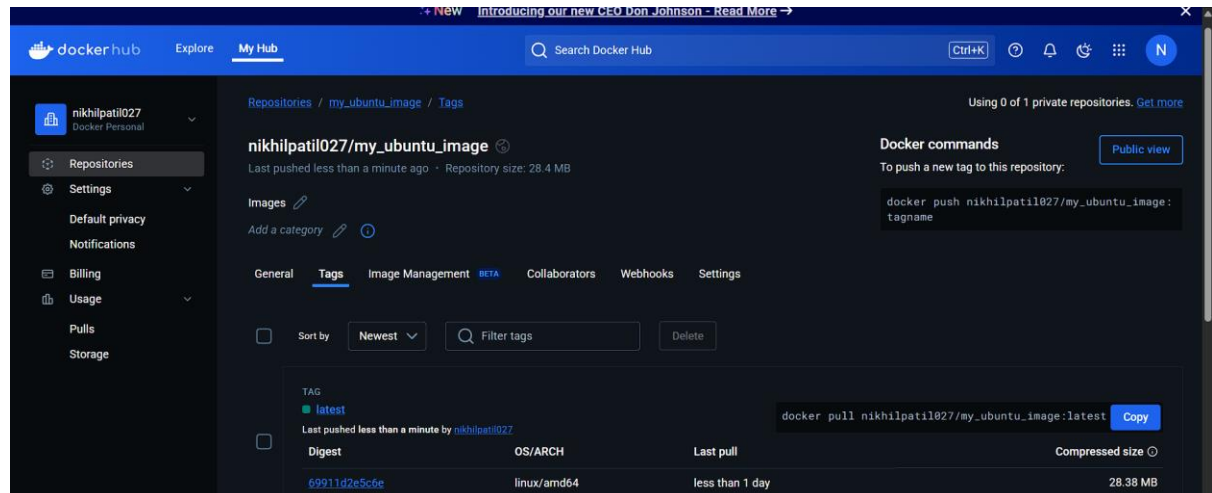 New Introducing our new CEO Don Johnson - Read More →
dockerhub Explore My Hub Search Docker Hub Ctrl+K N
nikhilpatil027
Docker Personal
Repositories
Settings
Default privacy
Notifications
Billing
Usage
Pulls
Storage
Repositories / my_ubuntu_image / Tags
Using 0 of 1 private repositories. Get more
nikhilpatil027/my_ubuntu_image
Last pushed less than a minute ago · Repository size: 28.4 MB
Images
Add a category
Docker commands
Public view
To push a new tag to this repository:
docker push nikhilpatil027/my_ubuntu_image:
tagname
General Tags Image Management BETA Collaborators Webhooks Settings
Sort by Newest Filter tags Delete
TAG
latest
Last pushed less than a minute by nikhilpatil027
docker pull nikhilpatil027/my_ubuntu_image:latest Copy
Digest OS/ARCH Last pull Compressed size
69911d2e5c6e linux/amd64 less than 1 day 28.38 MB